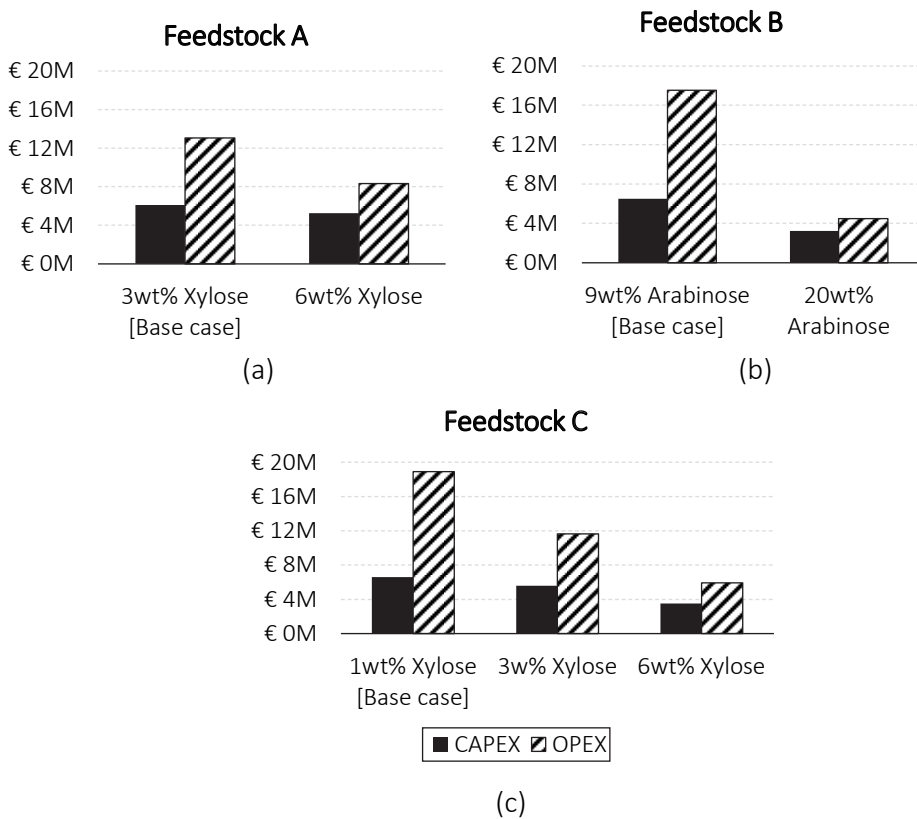 Feedstock A
€ 20M
€ 16M
€ 12M
€ 8M
€ 4M
€ 0M
3wt% Xylose
[Base case]
6wt% Xylose
(a)
Feedstock B
€ 20M
€ 16M
€ 12M
€ 8M
€ 4M
€ 0M
9wt% Arabinose
[Base case]
20wt%
Arabinose
(b)
Feedstock C
€ 20M
€ 16M
€ 12M
€ 8M
€ 4M
€ 0M
1wt% Xylose
[Base case]
3w% Xylose
6wt% Xylose
CAPEX OPEX
(c)